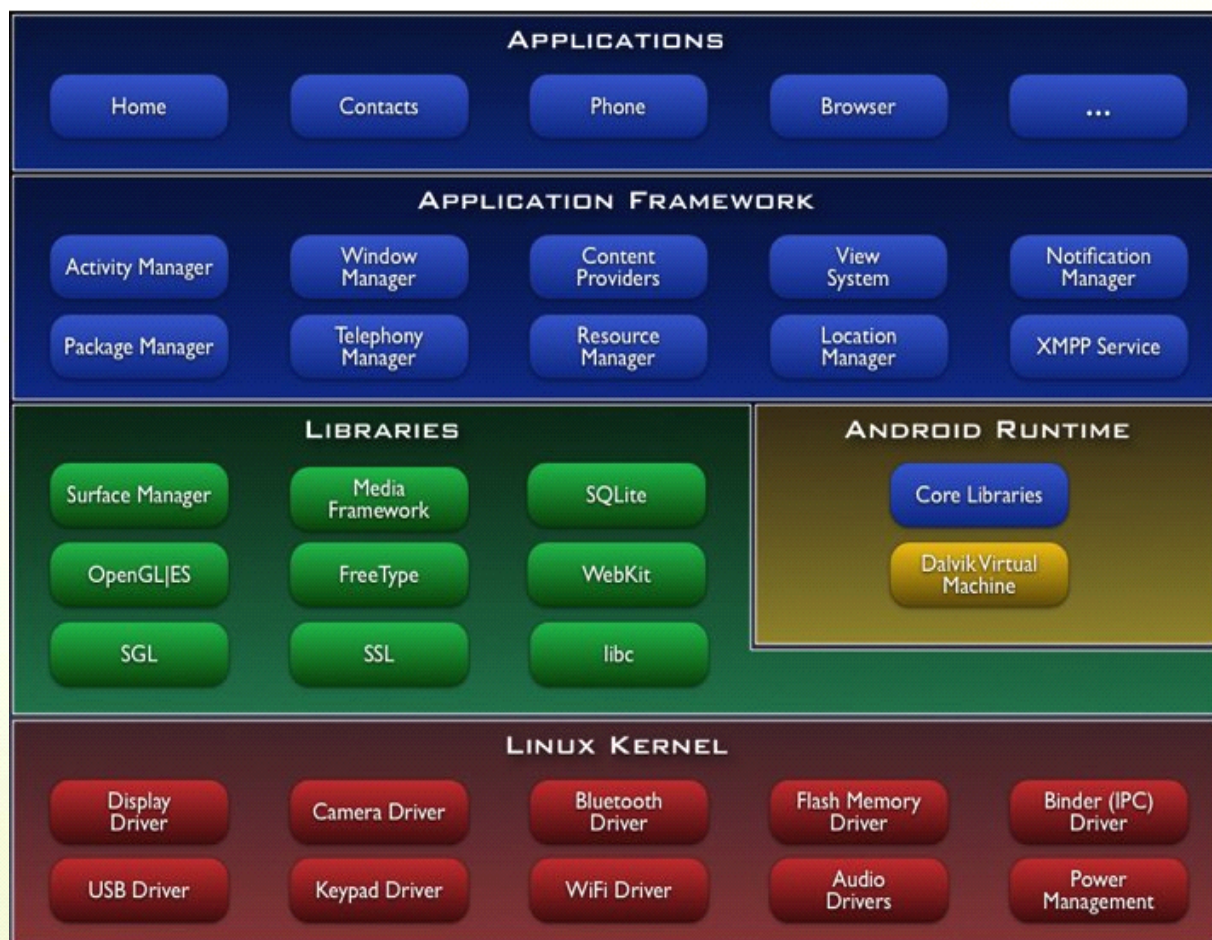 APPLICATIONS
Home
Contacts
Phone
Browser
...
APPLICATION FRAMEWORK
Activity Manager
Window
Manager
Content
Providers
View
System
Notification
Manager
Package Manager
Telephony
Manager
Resource
Manager
Location
Manager
XMPP Service
LIBRARIES
Surface Manager
Media
Framework
SQLite
OpenGL|ES
FreeType
WebKit
SGL
SSL
libc
ANDROID RUNTIME
Core Libraries
Dalvik Virtual
Machine
LINUX KERNEL
Display
Driver
Camera Driver
Bluetooth
Driver
Flash Memory
Driver
Binder (IPC)
Driver
USB Driver
Keypad Driver
WiFi Driver
Audio
Drivers
Power
Management